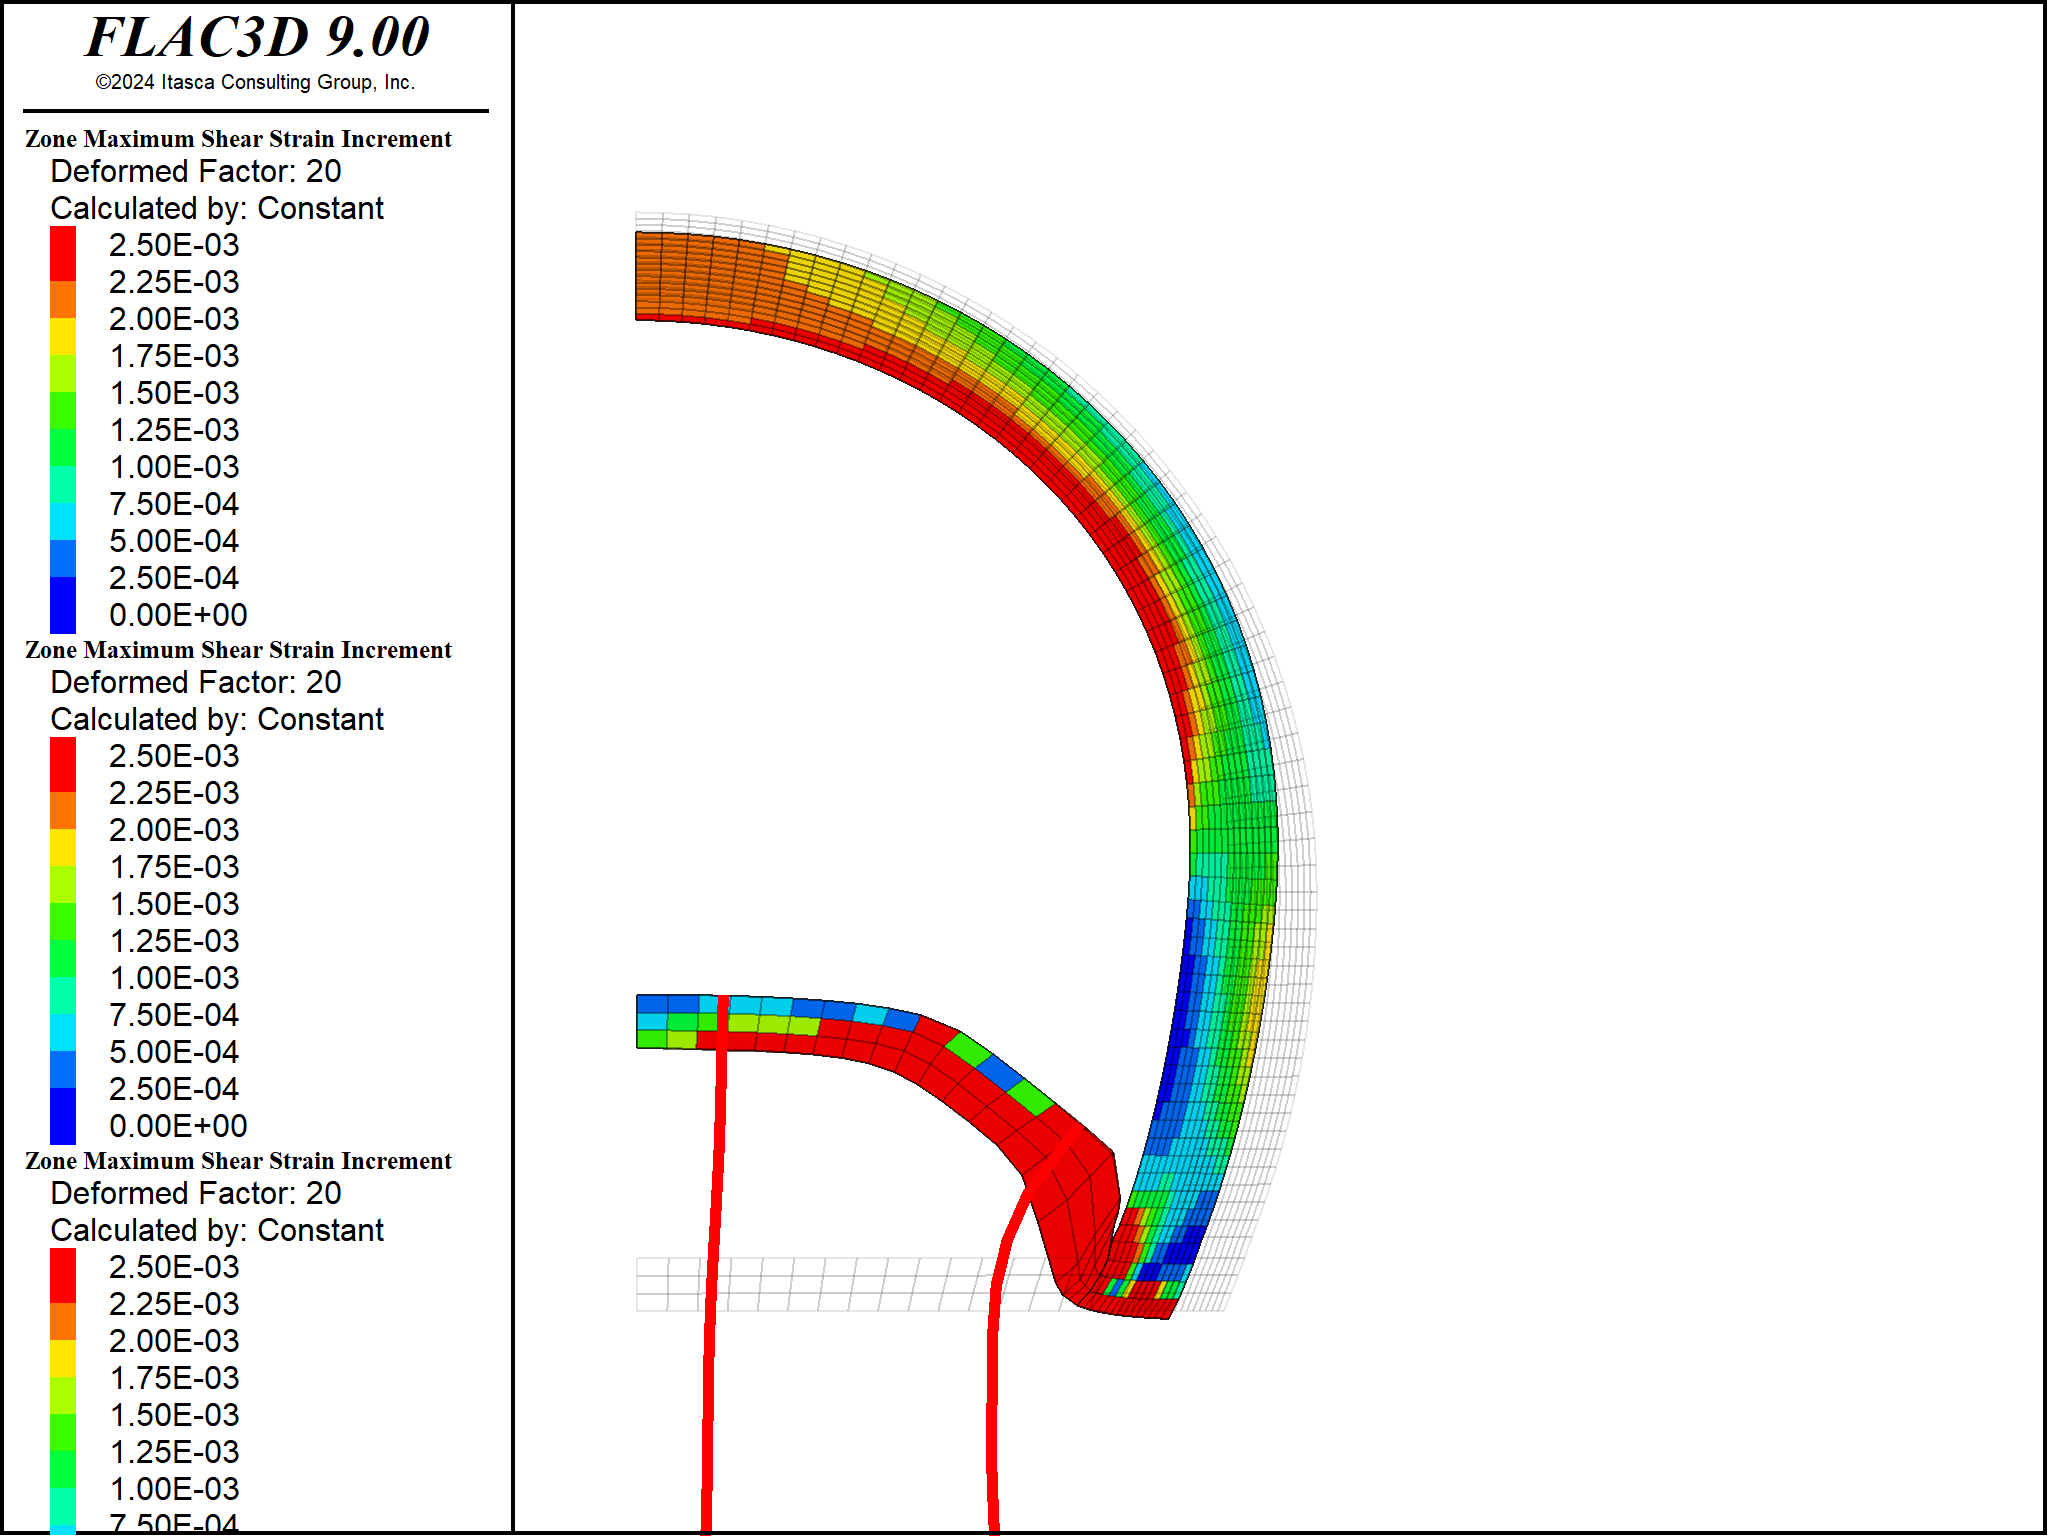 FLAC3D 9.00
©2024 Itasca Consulting Group, Inc.
Zone Maximum Shear Strain Increment
Deformed Factor: 20
Calculated by: Constant
2.50E-03
2.25E-03
2.00E-03
1.75E-03
1.50E-03
1.25E-03
1.00E-03
7.50E-04
5.00E-04
2.50E-04
0.00E+00
Zone Maximum Shear Strain Increment
Deformed Factor: 20
Calculated by: Constant
2.50E-03
2.25E-03
2.00E-03
1.75E-03
1.50E-03
1.25E-03
1.00E-03
7.50E-04
5.00E-04
2.50E-04
0.00E+00
Zone Maximum Shear Strain Increment
Deformed Factor: 20
Calculated by: Constant
2.50E-03
2.25E-03
2.00E-03
1.75E-03
1.50E-03
1.25E-03
1.00E-03
7.50E-04